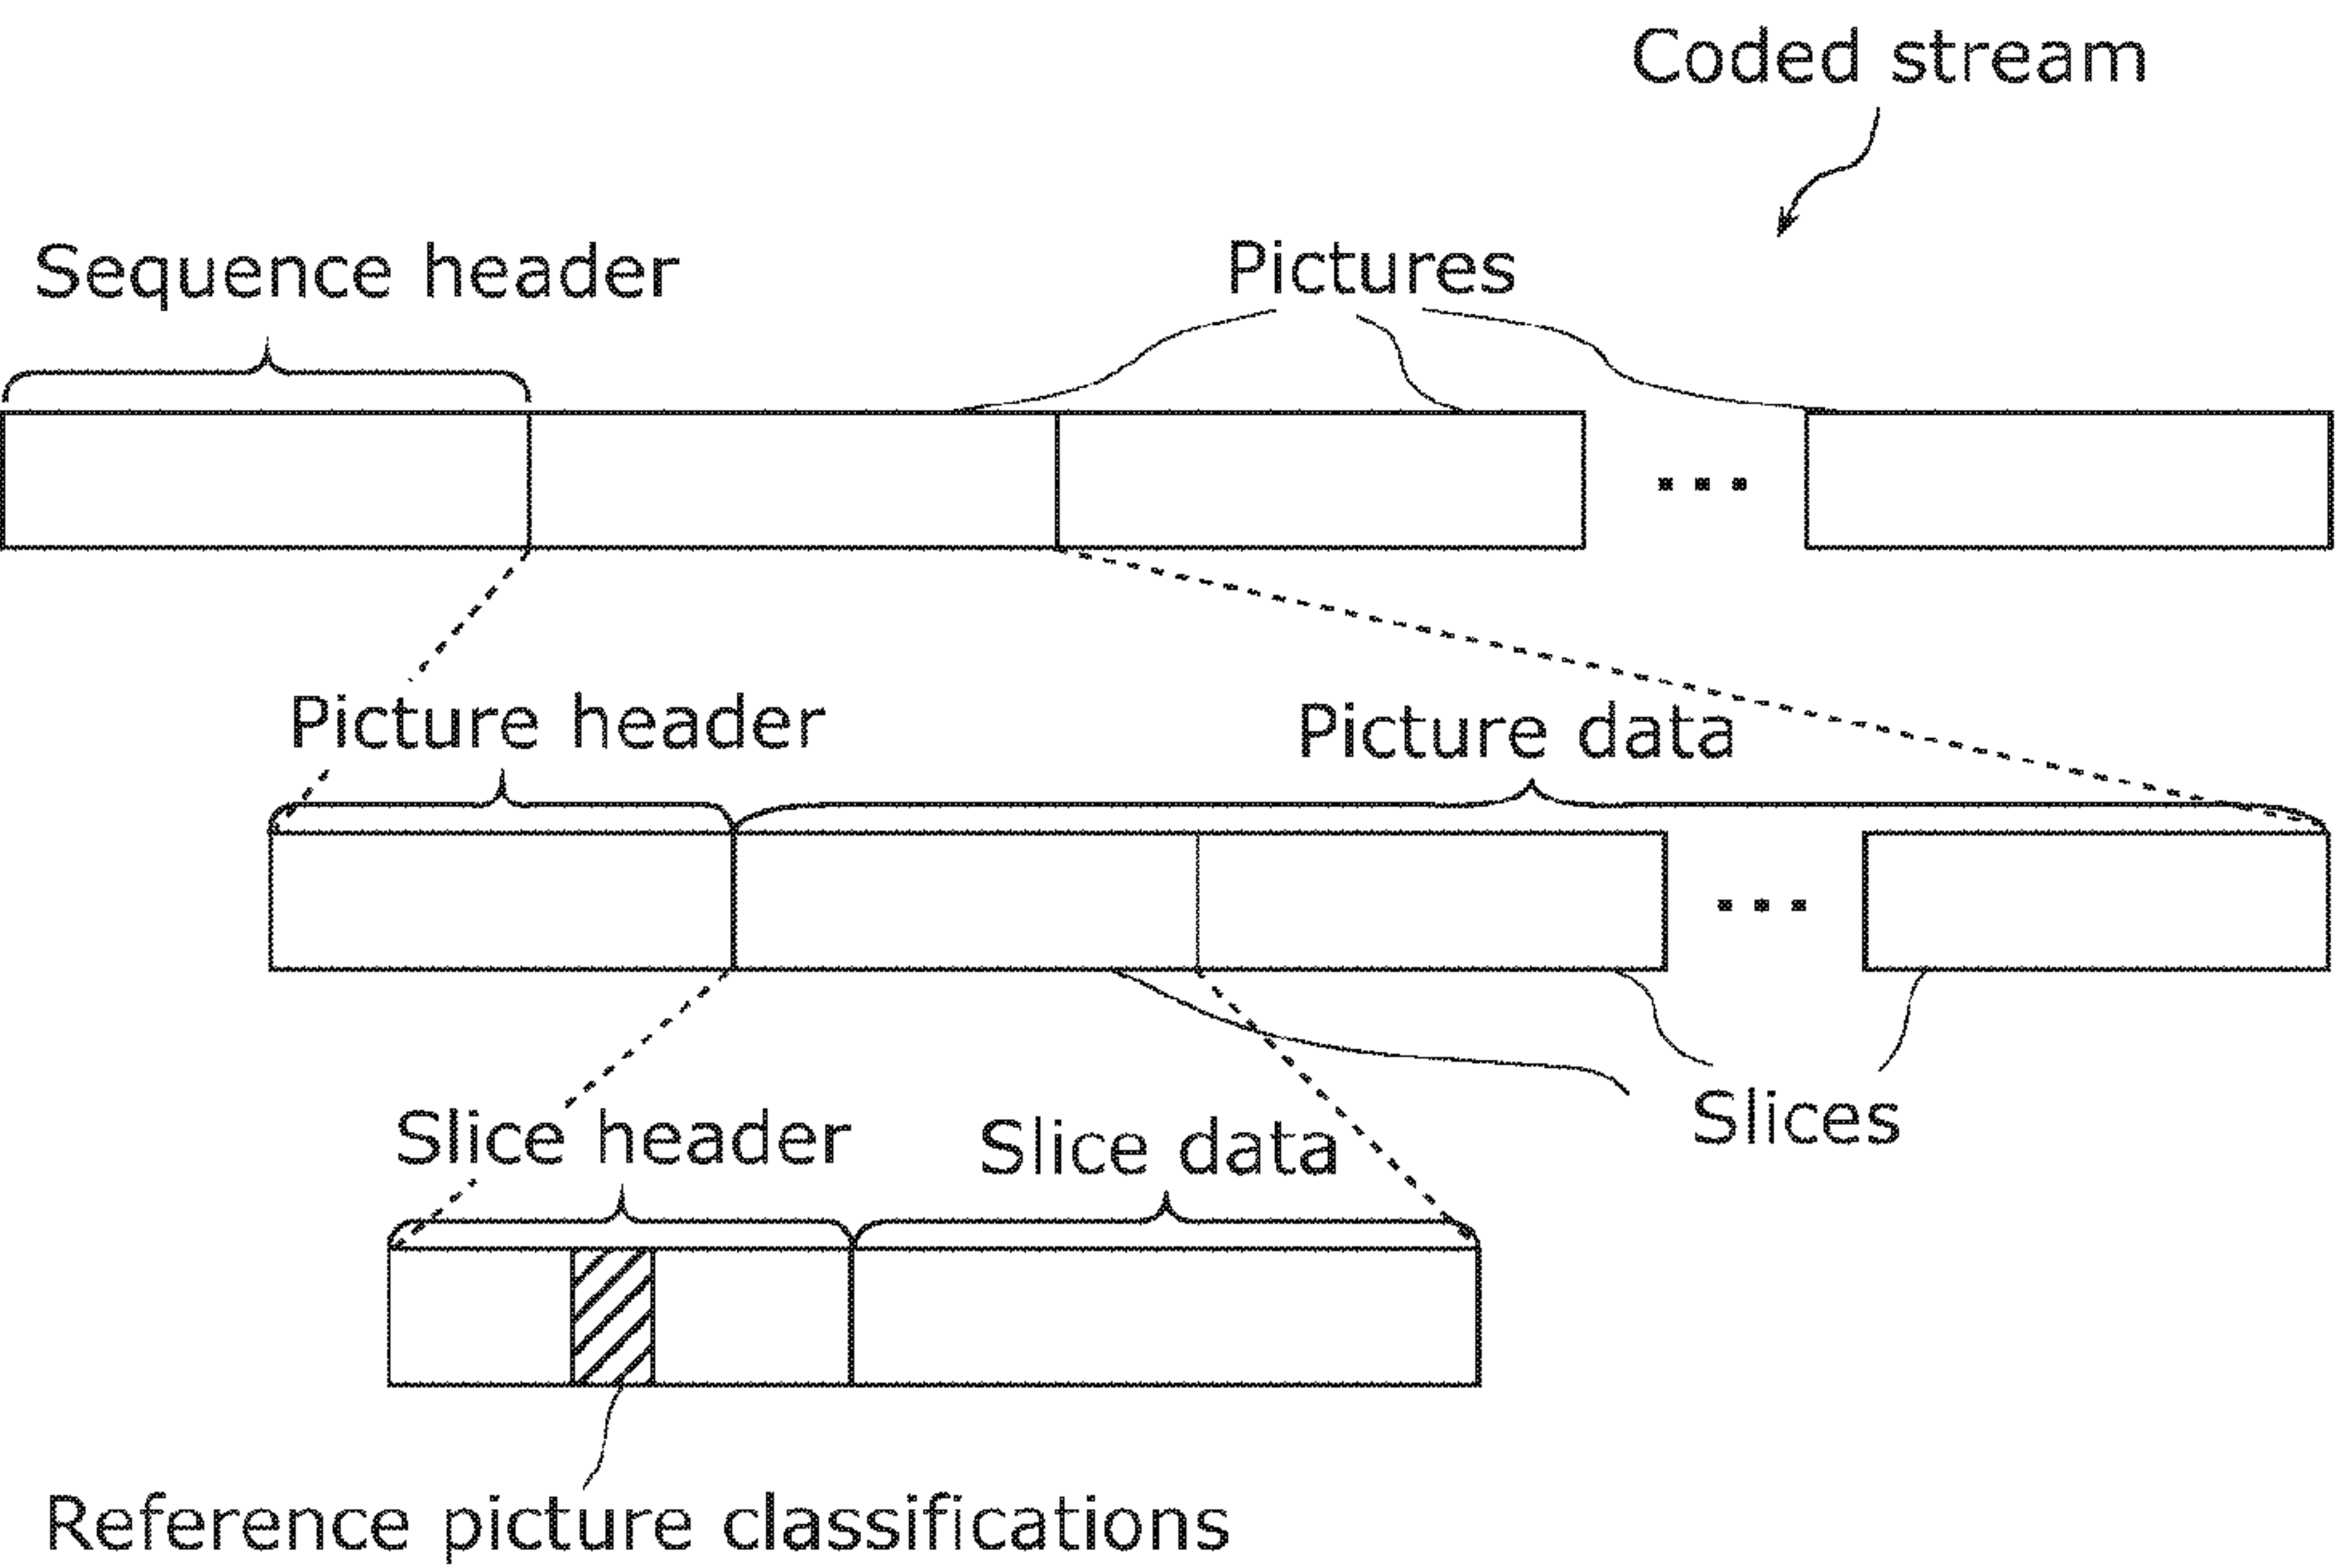 Coded stream
Sequence header
Pictures
Picture header
Picture data
Slices
Slice header
Slice data
Reference picture classifications